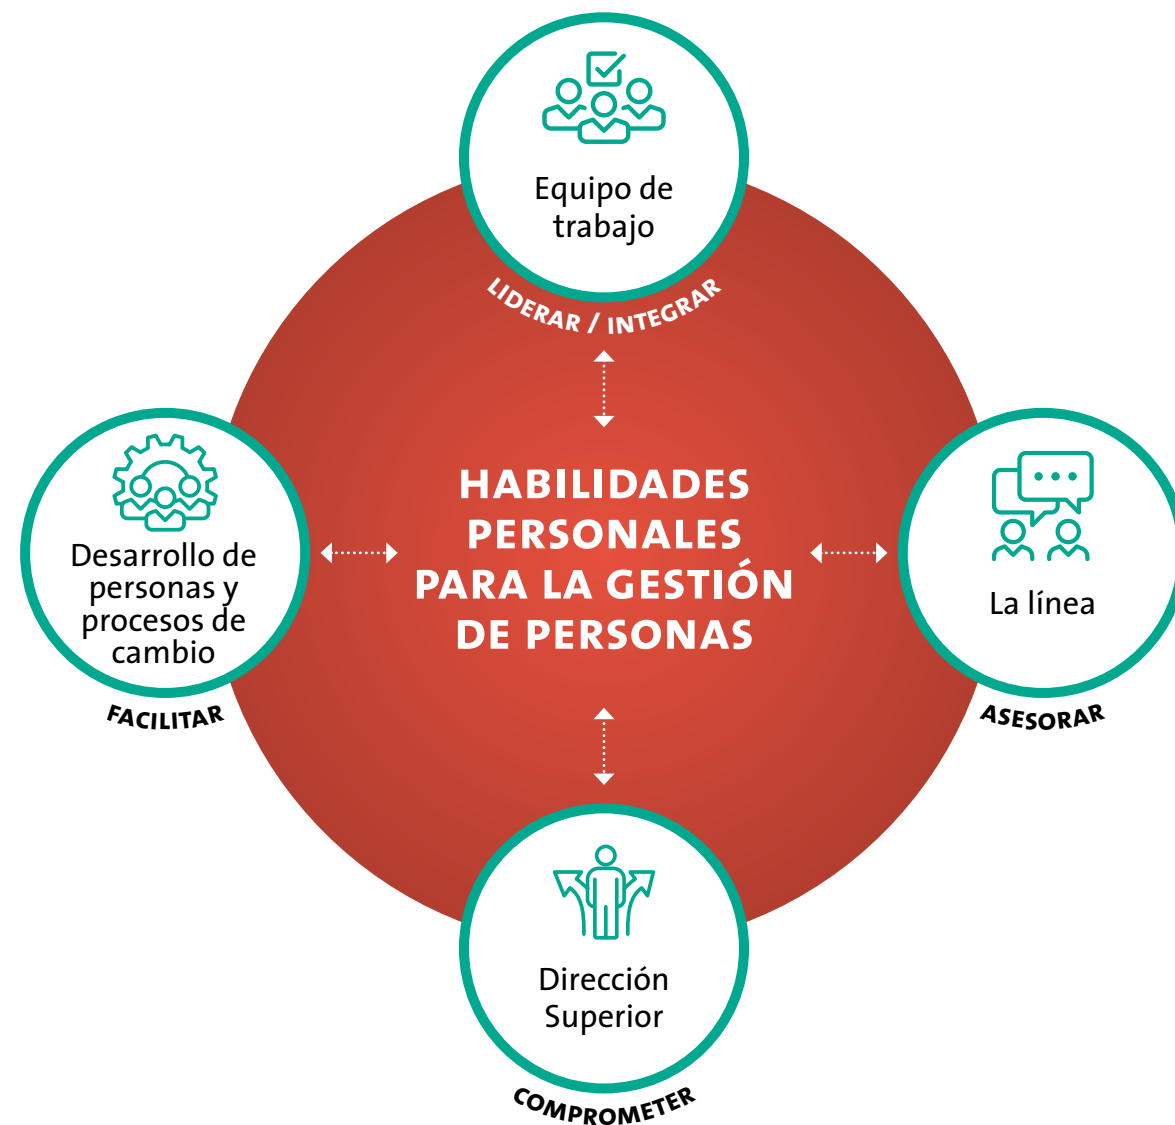 Equipo de
trabajo
LIDERAR / INTEGRAR
Desarrollo de
personas y
procesos de
cambio
FACILITAR
HABILIDADES
PERSONALES
PARA LA GESTIÓN
DE PERSONAS
La línea
ASESORAR
Dirección
Superior
COMPROMETER